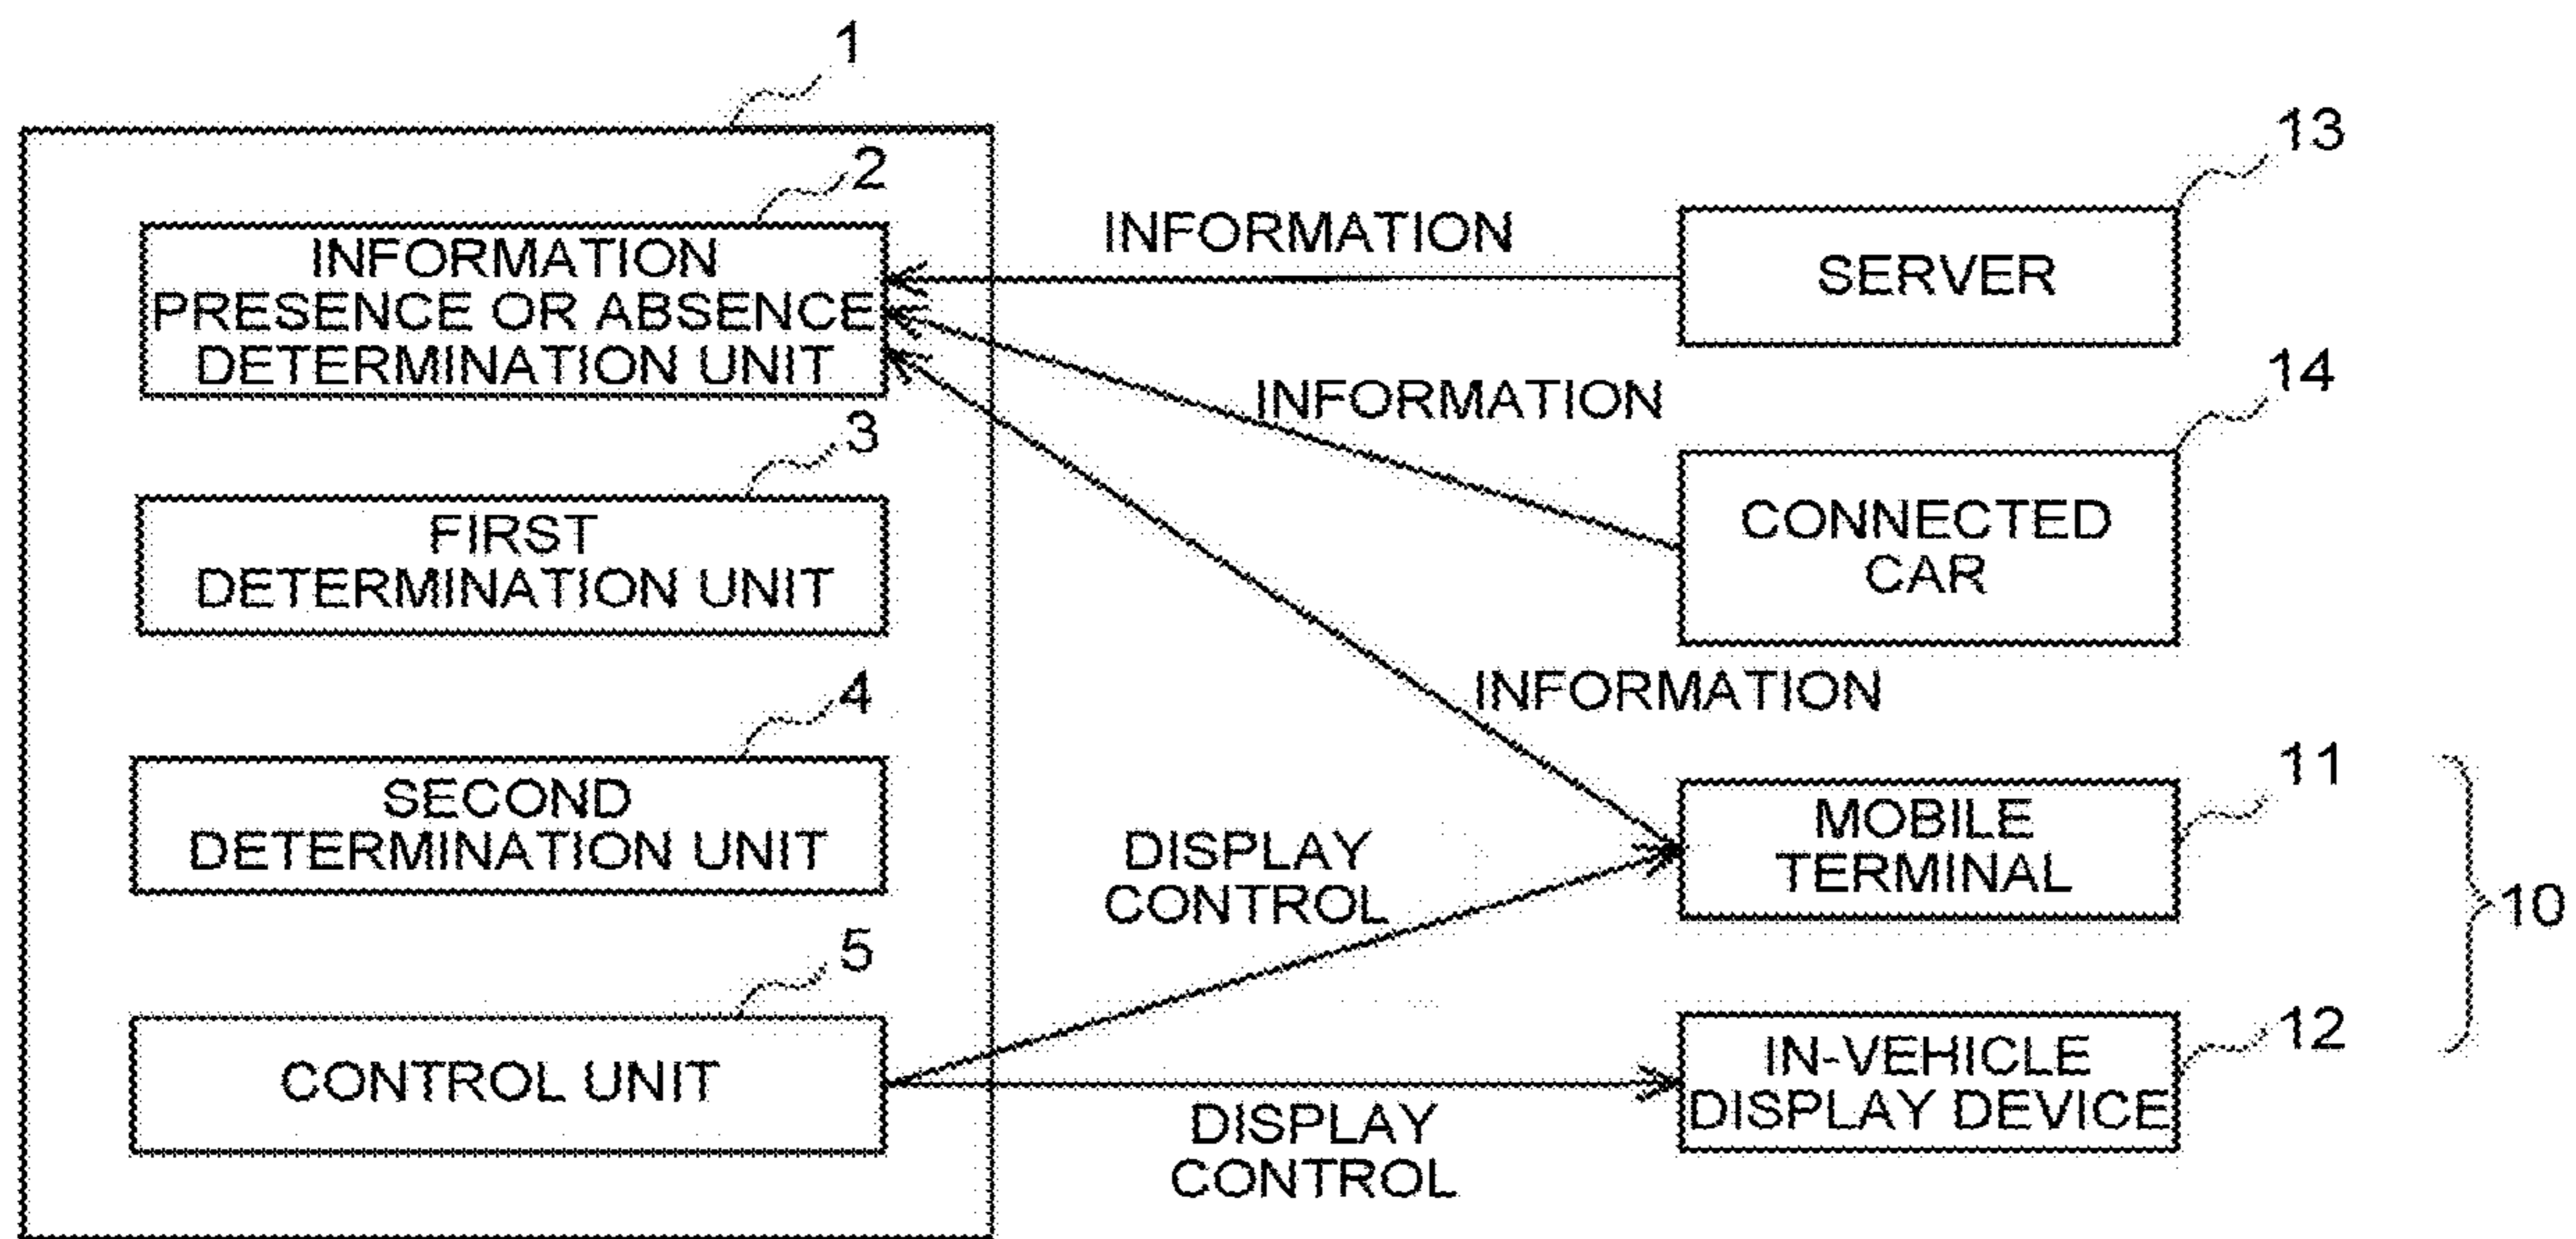 1
2
INFORMATION
PRESENCE OR ABSENCE
DETERMINATION UNIT
3
FIRST
DETERMINATION UNIT
4
SECOND
DETERMINATION UNIT
5
CONTROL UNIT
INFORMATION
INFORMATION
INFORMATION
DISPLAY
CONTROL
DISPLAY
CONTROL
13
SERVER
14
CONNECTED
CAR
11
MOBILE
TERMINAL
10
12
IN-VEHICLE
DISPLAY DEVICE